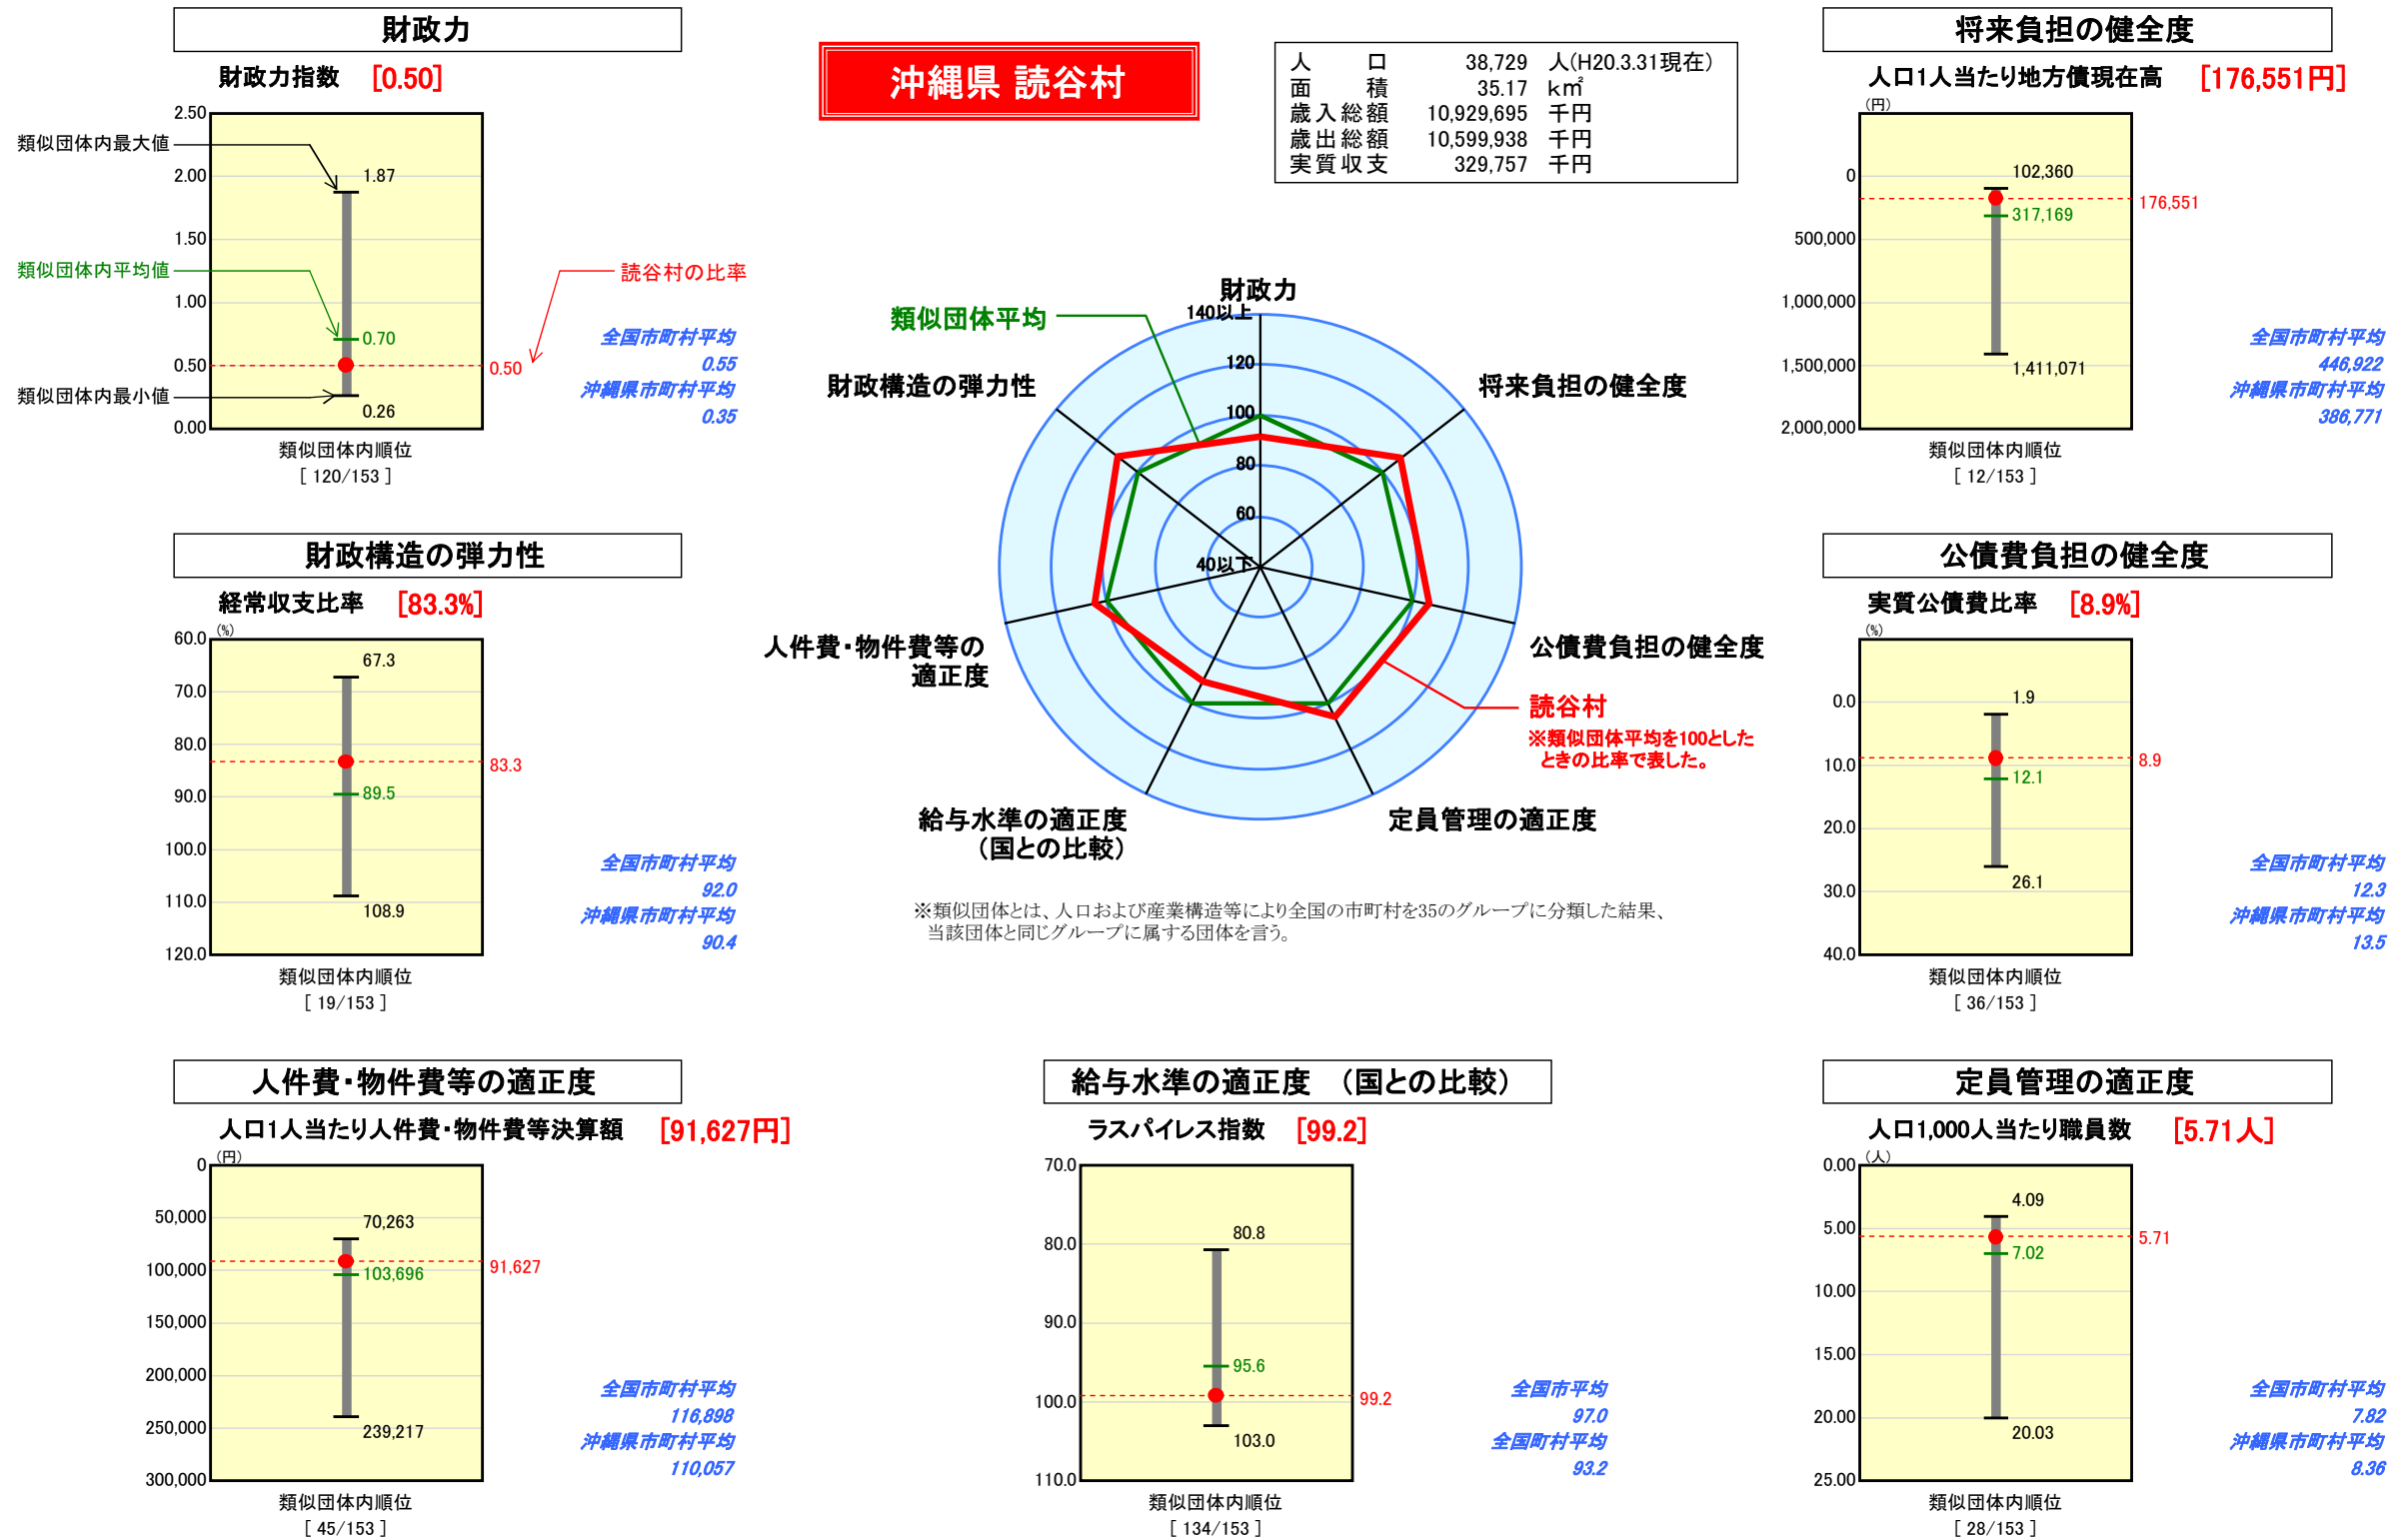 財政力
財政力指数 [0.50]
2.50
2.00
1.50
1.00
0.50
0.00
類似団体内最大値
類似団体内平均値
類似団体内最小値
1.87
0.70
0.26
0.50
読谷村の比率
全国市町村平均
0.55
沖縄県市町村平均
0.35
類似団体内順位
[ 120/153 ]
沖縄県 読谷村
人口 38,729 人(H20.3.31現在)
面積 35.17 k㎡
歳入総額 10,929,695 千円
歳出総額 10,599,938 千円
実質収支 329,757 千円
将来負担の健全度
人口1人当たり地方債現在高 [176,551円]
(円)
0
500,000
1,000,000
1,500,000
2,000,000
102,360
317,169
1,411,071
176,551
全国市町村平均
446,922
沖縄県市町村平均
386,771
類似団体内順位
[ 12/153 ]
財政力
140以上
120
100
80
60
40以下
類似団体平均
財政構造の弾力性
将来負担の健全度
人件費・物件費等の
適正度
公債費負担の健全度
給与水準の適正度
(国との比較)
定員管理の適正度
読谷村
※類似団体平均を100とした
ときの比率で表した。
※類似団体とは、人口および産業構造等により全国の市町村を35のグループに分類した結果、
当該団体と同じグループに属する団体を言う。
財政構造の弾力性
経常収支比率 [83.3%]
(%)
60.0
70.0
80.0
90.0
100.0
110.0
120.0
67.3
89.5
108.9
83.3
全国市町村平均
92.0
沖縄県市町村平均
90.4
類似団体内順位
[ 19/153 ]
公債費負担の健全度
実質公債費比率 [8.9%]
(%)
0.0
10.0
20.0
30.0
40.0
1.9
12.1
26.1
8.9
全国市町村平均
12.3
沖縄県市町村平均
13.5
類似団体内順位
[ 36/153 ]
人件費・物件費等の適正度
人口1人当たり人件費・物件費等決算額 [91,627円]
(円)
0
50,000
100,000
150,000
200,000
250,000
300,000
70,263
103,696
239,217
91,627
全国市町村平均
116,898
沖縄県市町村平均
110,057
類似団体内順位
[ 45/153 ]
給与水準の適正度 (国との比較)
ラスパイレス指数 [99.2]
70.0
80.0
90.0
100.0
110.0
80.8
95.6
103.0
99.2
全国市平均
97.0
全国町村平均
93.2
類似団体内順位
[ 134/153 ]
定員管理の適正度
人口1,000人当たり職員数 [5.71人]
(人)
0.00
5.00
10.00
15.00
20.00
25.00
4.09
7.02
20.03
5.71
全国市町村平均
7.82
沖縄県市町村平均
8.36
類似団体内順位
[ 28/153 ]